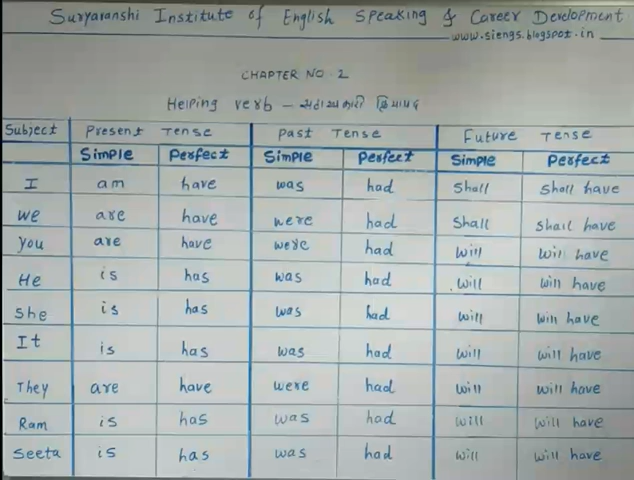 Suryavanshi Institute of English Speaking & Career Development
www.siengs.blogspot.in
CHAPTER NO. 2
Helping verb – સહાયકારી ક્રિયાપદ
Subject Present Tense Past Tense Future Tense
Simple Perfect Simple Perfect Simple Perfect
I am have was had Shall shall have
we are have were had Shall shall have
you are have were had will will have
He is has was had will will have
She is has was had will will have
It is has was had will will have
They are have were had will will have
Ram is has was had will will have
Seeta is has was had will will have